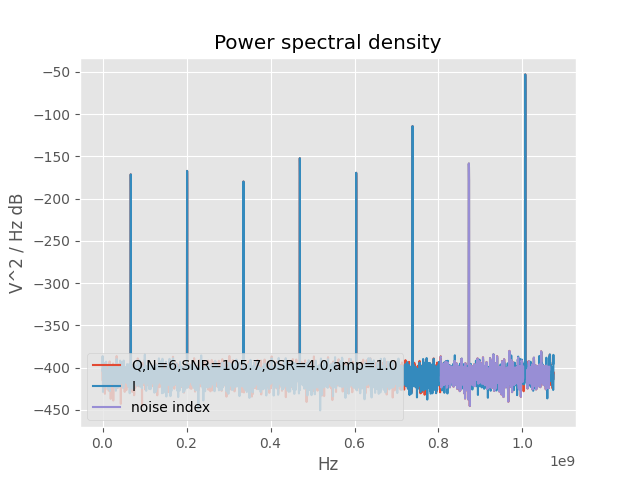 Power spectral density
V^2 / Hz dB
−50
−100
−150
−200
−250
−300
−350
−400
−450
Q,N=6,SNR=105.7,OSR=4.0,amp=1.0
I
noise index
0.0 0.2 0.4 0.6 0.8 1.0
1e9
Hz